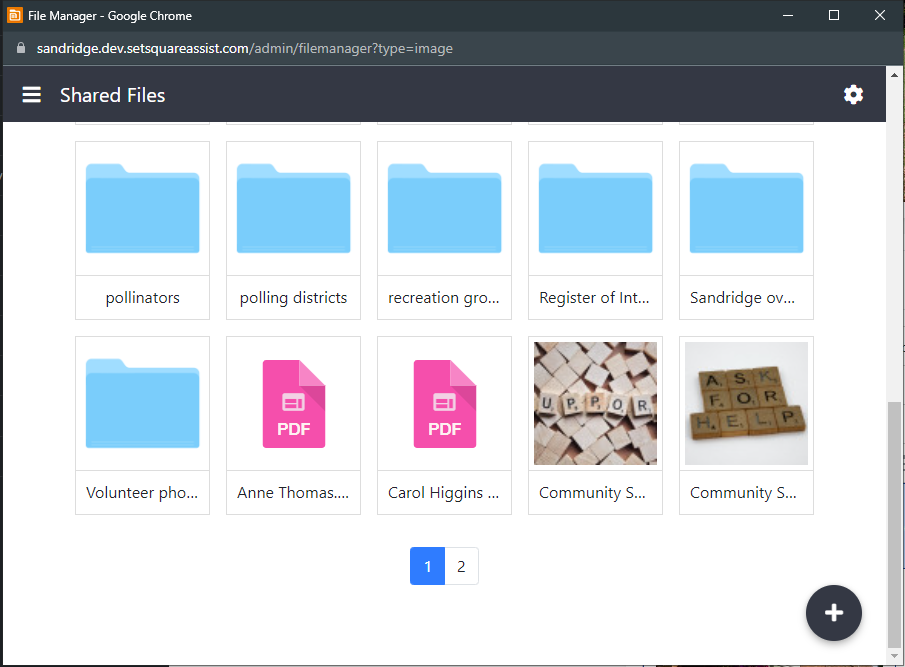 File Manager - Google Chrome
sandridge.dev.setsquareassist.com/admin/filemanager?type=image
Shared Files
pollinators
polling districts
recreation gro...
Register of Int...
Sandridge ov...
PDF
PDF
UPPOR
ASK
FOR
HELP
Volunteer pho...
Anne Thomas....
Carol Higgins ...
Community S...
Community S...
1
2